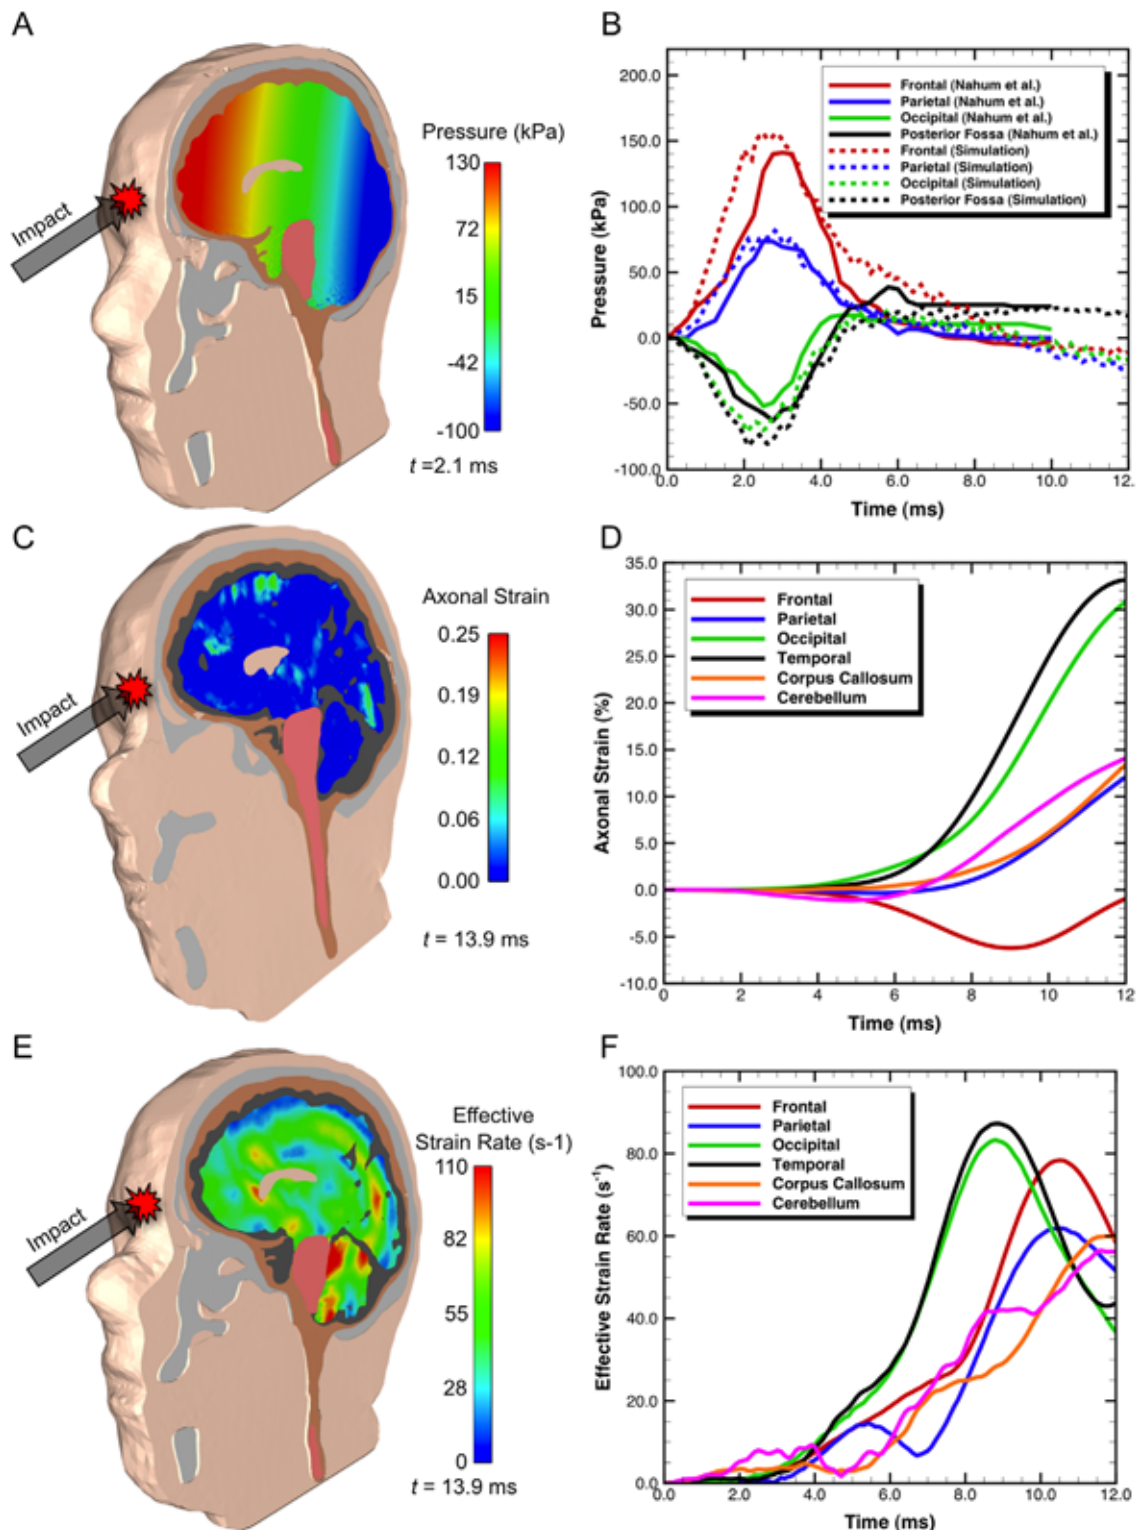 A
Impact
Pressure (kPa)
130
72
15
-42
-100
t =2.1 ms
B
Frontal (Nahum et al.)
Parietal (Nahum et al.)
Occipital (Nahum et al.)
Posterior Fossa (Nahum et al.)
Frontal (Simulation)
Parietal (Simulation)
Occipital (Simulation)
Posterior Fossa (Simulation)
Pressure (kPa)
200.0
150.0
100.0
50.0
0.0
-50.0
-100.0
0.0 2.0 4.0 6.0 8.0 10.0 12.
Time (ms)
C
Impact
Axonal Strain
0.25
0.19
0.12
0.06
0.00
t = 13.9 ms
D
Frontal
Parietal
Occipital
Temporal
Corpus Callosum
Cerebellum
Axonal Strain (%)
35.0
30.0
25.0
20.0
15.0
10.0
5.0
0.0
-5.0
-10.0
0 2 4 6 8 10 12
Time (ms)
E
Impact
Effective
Strain Rate (s-1)
110
82
55
28
0
t = 13.9 ms
F
Frontal
Parietal
Occipital
Temporal
Corpus Callosum
Cerebellum
Effective Strain Rate (s⁻¹)
100.0
80.0
60.0
40.0
20.0
0.0
0.0 2.0 4.0 6.0 8.0 10.0 12.0
Time (ms)